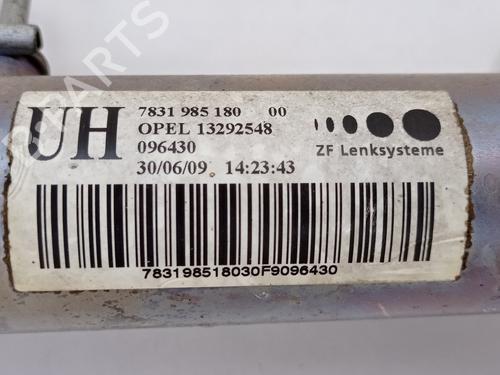 UH
7831 985 180 00
OPEL 13292548
096430
30/06/09 14:23:43
ZF Lenksysteme
783198518030F9096430